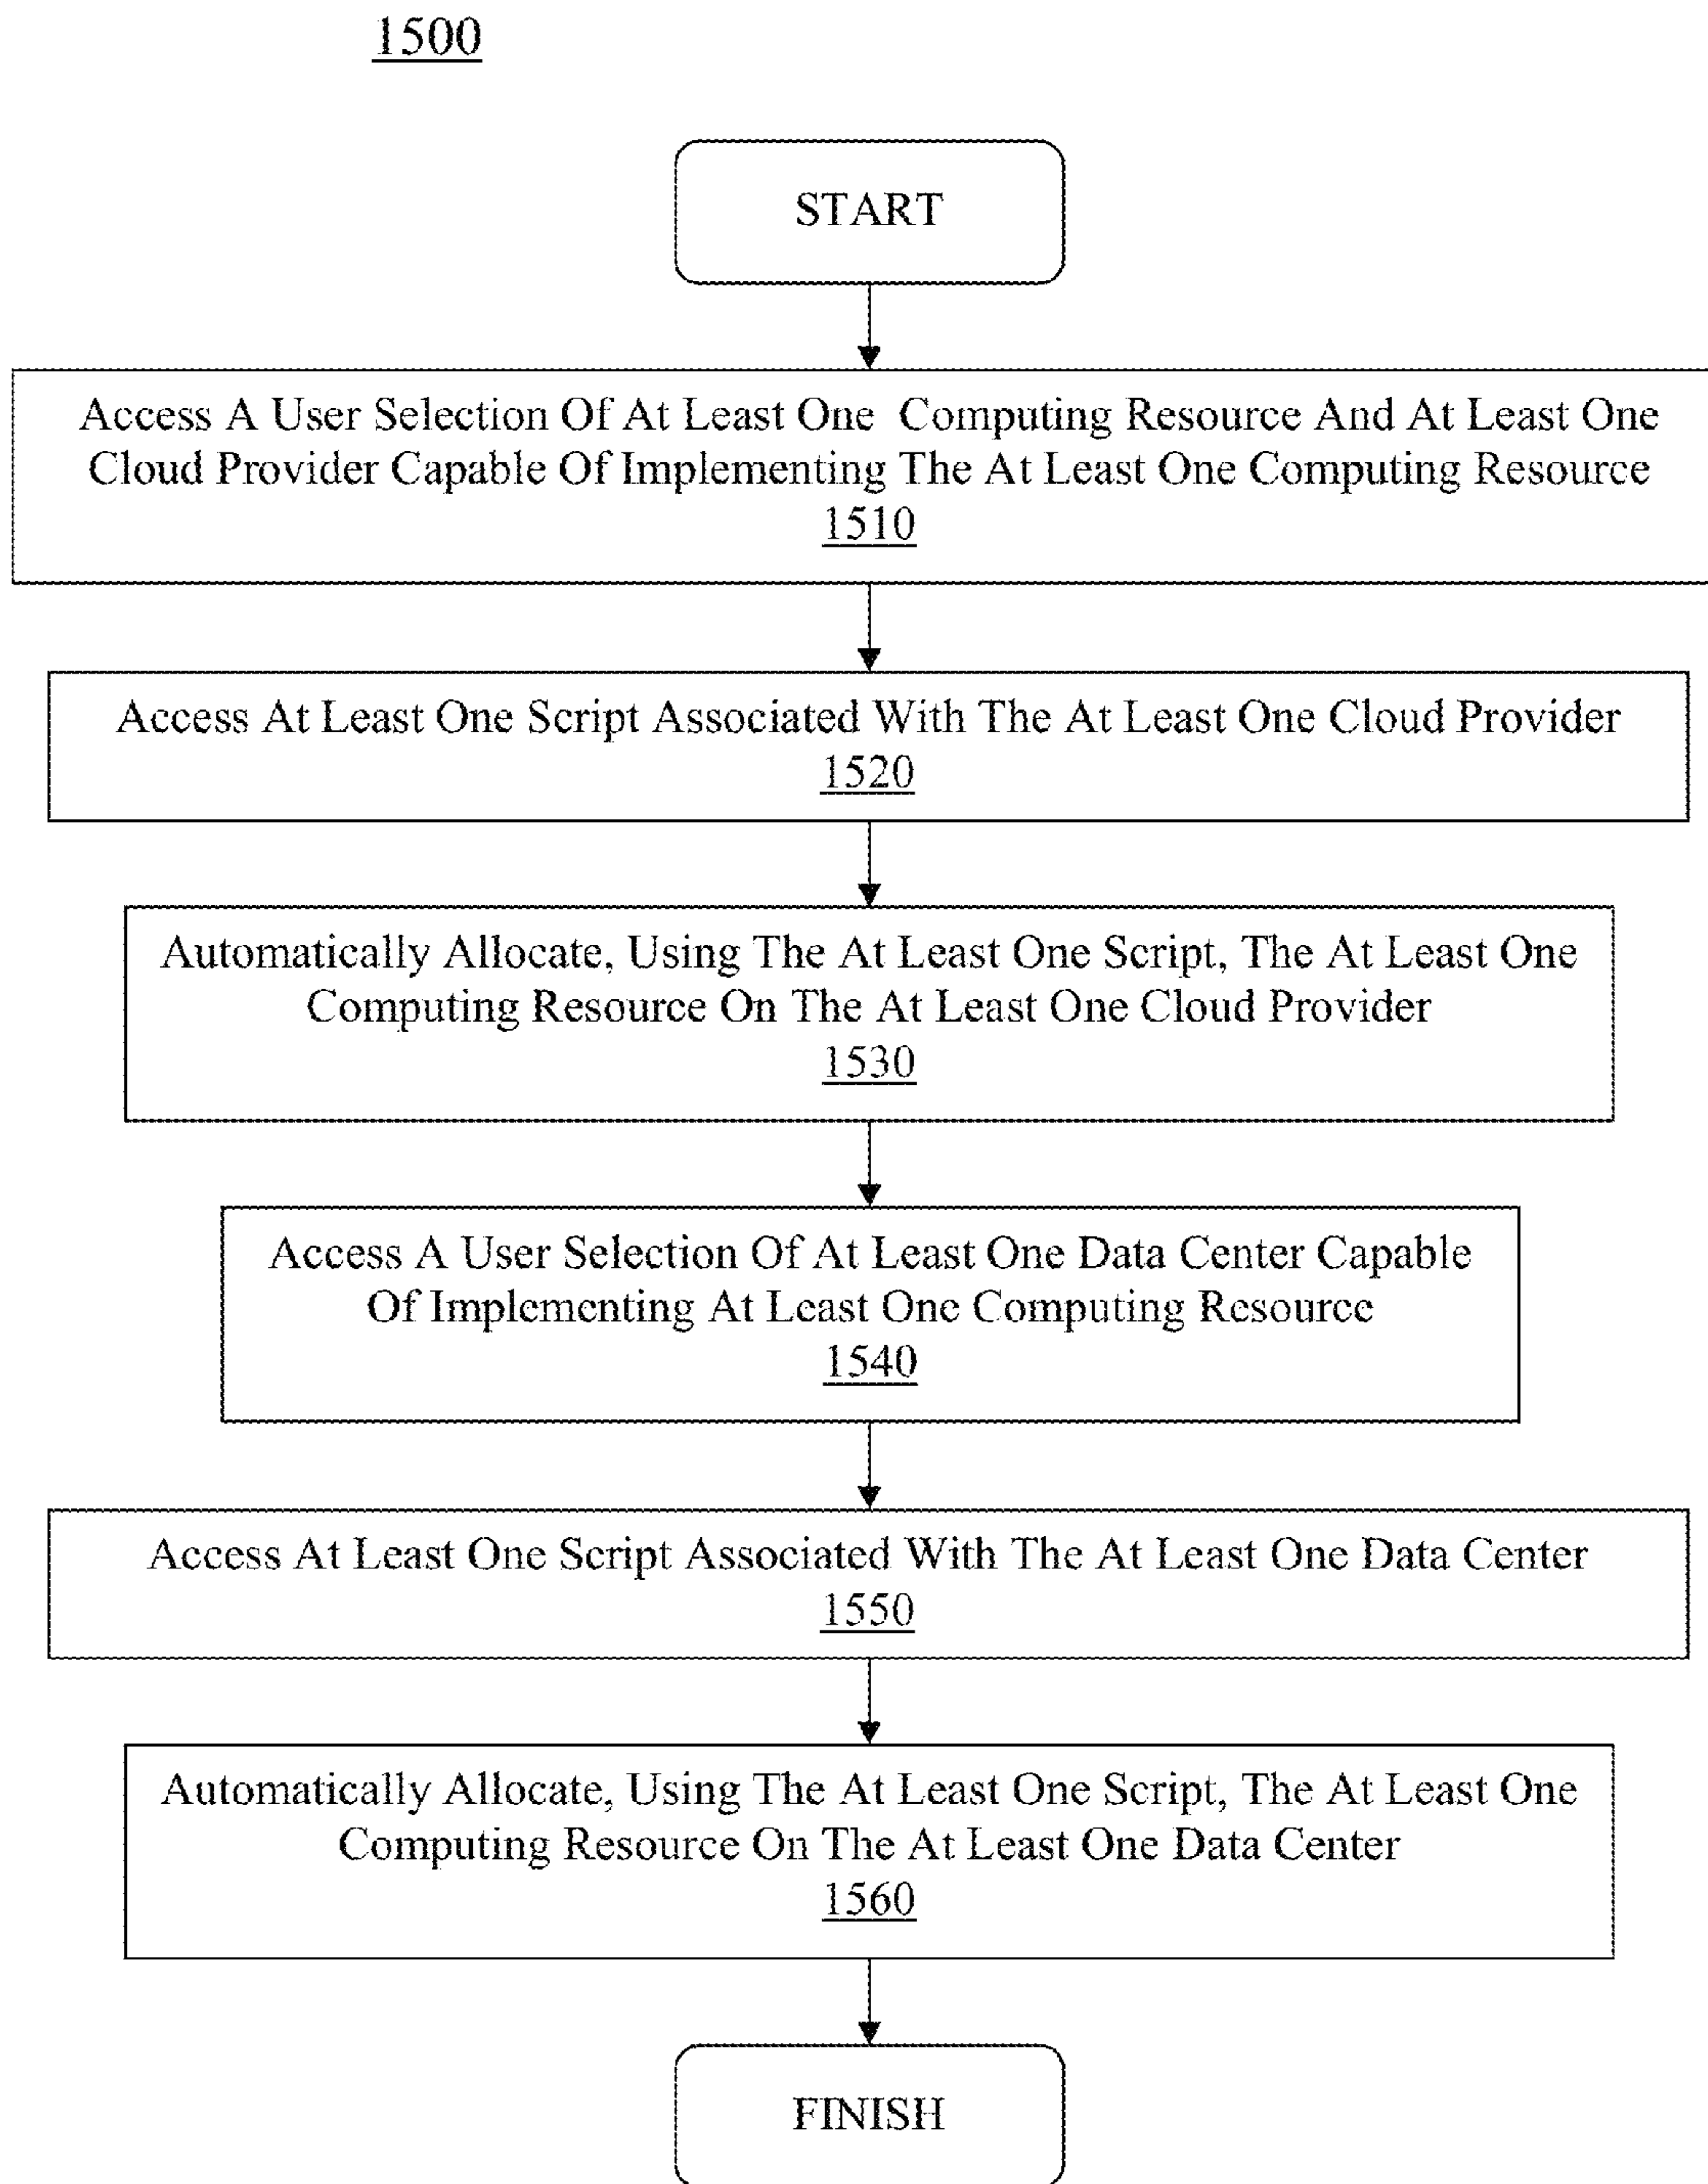 1500
START
Access A User Selection Of At Least One Computing Resource And At Least One
Cloud Provider Capable Of Implementing The At Least One Computing Resource
1510
Access At Least One Script Associated With The At Least One Cloud Provider
1520
Automatically Allocate, Using The At Least One Script, The At Least One
Computing Resource On The At Least One Cloud Provider
1530
Access A User Selection Of At Least One Data Center Capable
Of Implementing At Least One Computing Resource
1540
Access At Least One Script Associated With The At Least One Data Center
1550
Automatically Allocate, Using The At Least One Script, The At Least One
Computing Resource On The At Least One Data Center
1560
FINISH